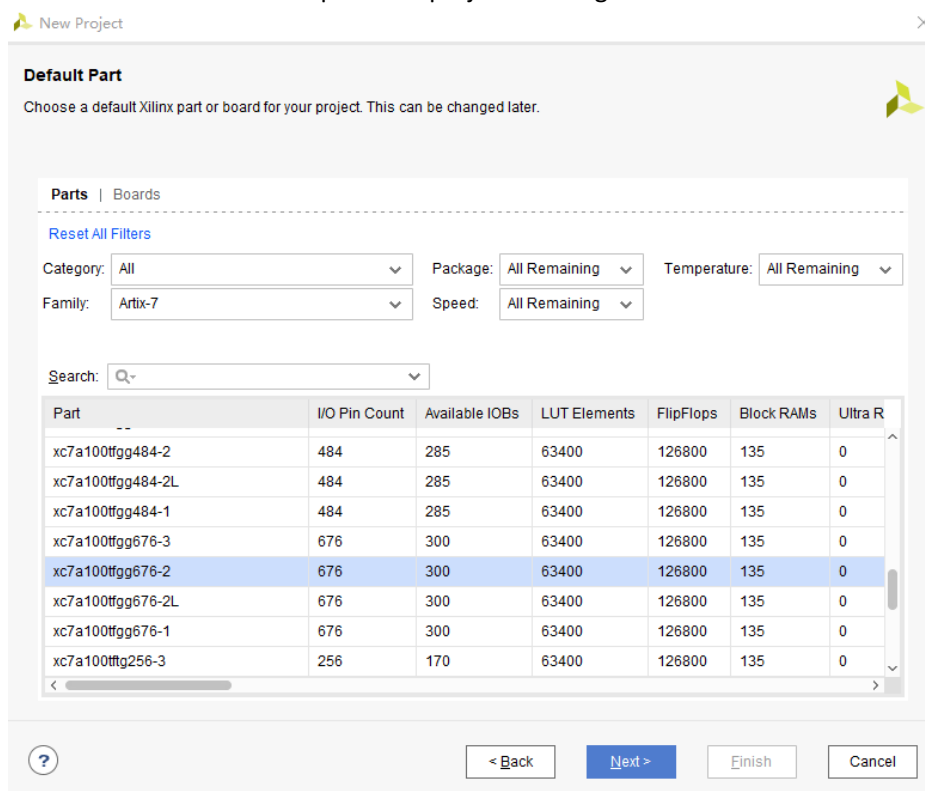 New Project
Default Part
Choose a default Xilinx part or board for your project. This can be changed later.
Parts | Boards
Reset All Filters
Category: All Package: All Remaining Temperature: All Remaining
Family: Artix-7 Speed: All Remaining
Search: Q-
Part I/O Pin Count Available IOBs LUT Elements FlipFlops Block RAMs Ultra R
xc7a100tfgg484-2 484 285 63400 126800 135 0
xc7a100tfgg484-2L 484 285 63400 126800 135 0
xc7a100tfgg484-1 484 285 63400 126800 135 0
xc7a100tfgg676-3 676 300 63400 126800 135 0
xc7a100tfgg676-2 676 300 63400 126800 135 0
xc7a100tfgg676-2L 676 300 63400 126800 135 0
xc7a100tfgg676-1 676 300 63400 126800 135 0
xc7a100tftg256-3 256 170 63400 126800 135 0
? < Back Next > Finish Cancel